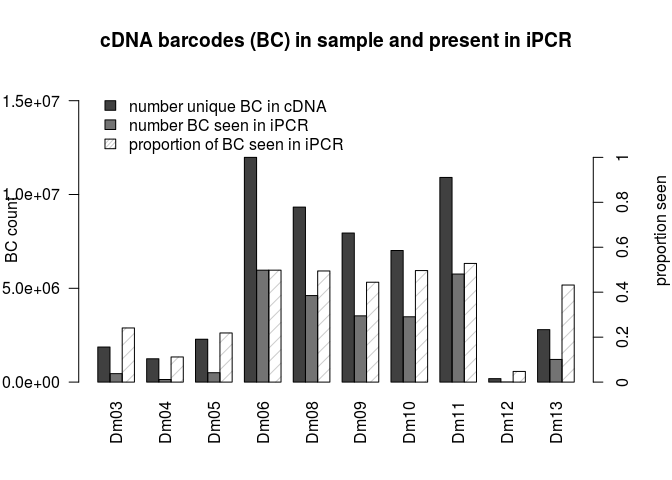 cDNA barcodes (BC) in sample and present in iPCR
number unique BC in cDNA
number BC seen in iPCR
proportion of BC seen in iPCR
BC count
1.5e+07
1.0e+07
5.0e+06
0.0e+00
proportion seen
1
0.8
0.6
0.4
0.2
0
Dm03
Dm04
Dm05
Dm06
Dm08
Dm09
Dm10
Dm11
Dm12
Dm13